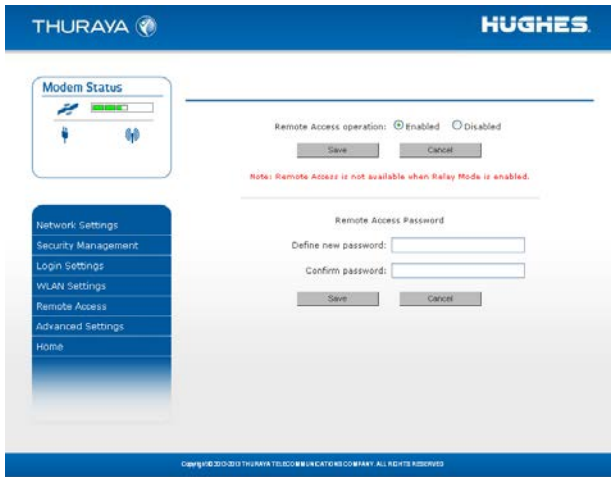 THURAYA
HUGHES
Modem Status
Remote Access operation: Enabled Disabled
Save Cancel
Note: Remote Access is not available when Relay Mode is enabled.
Remote Access Password
Define new password:
Confirm password:
Save Cancel
Network Settings
Security Management
Login Settings
WLAN Settings
Remote Access
Advanced Settings
Home
THURAYA TELECOMMUNICATIONS COMPANY. ALL RIGHTS RESERVED